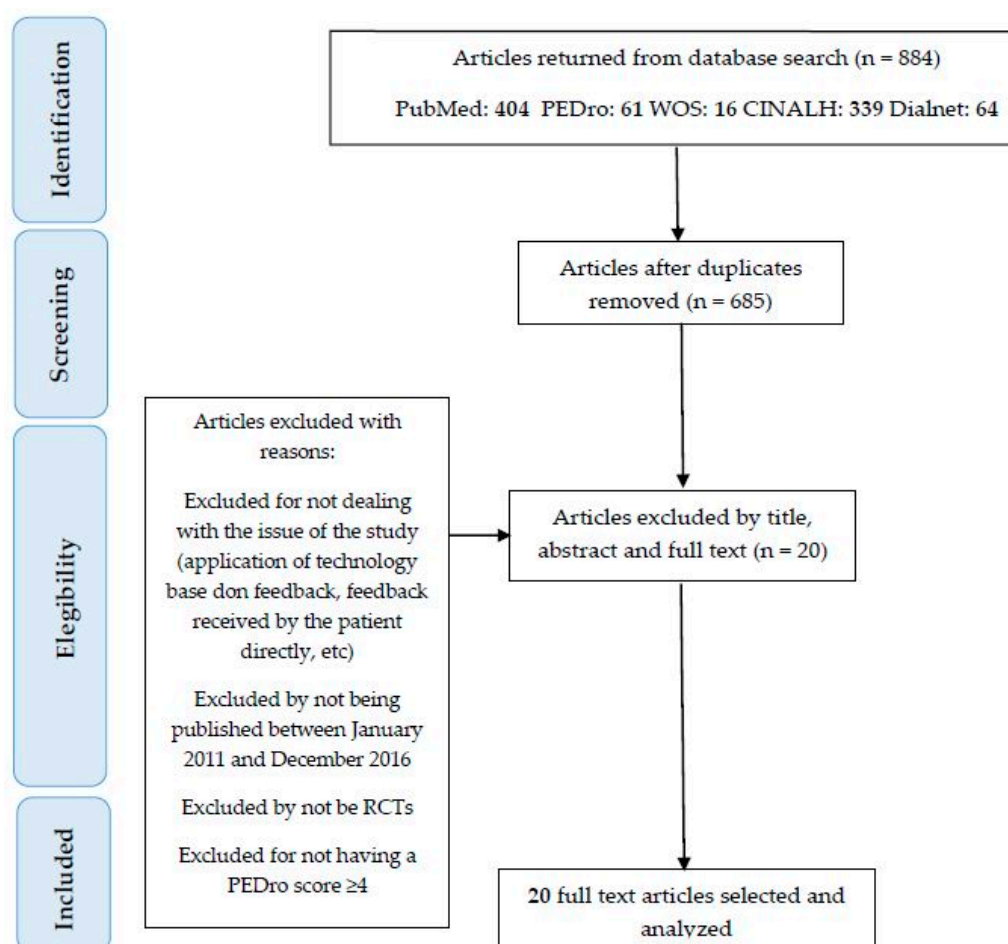 Identification
Articles returned from database search (n = 884)
PubMed: 404 PEDro: 61 WOS: 16 CINALH: 339 Dialnet: 64
Screening
Articles after duplicates
removed (n = 685)
Elegibility
Articles excluded with
reasons:
Excluded for not dealing
with the issue of the study
(application of technology
base don feedback, feedback
received by the patient
directly, etc)
Excluded by not being
published between January
2011 and December 2016
Excluded by not be RCTs
Excluded for not having a
PEDro score ≥4
Articles excluded by title,
abstract and full text (n = 20)
Included
20 full text articles selected and
analyzed